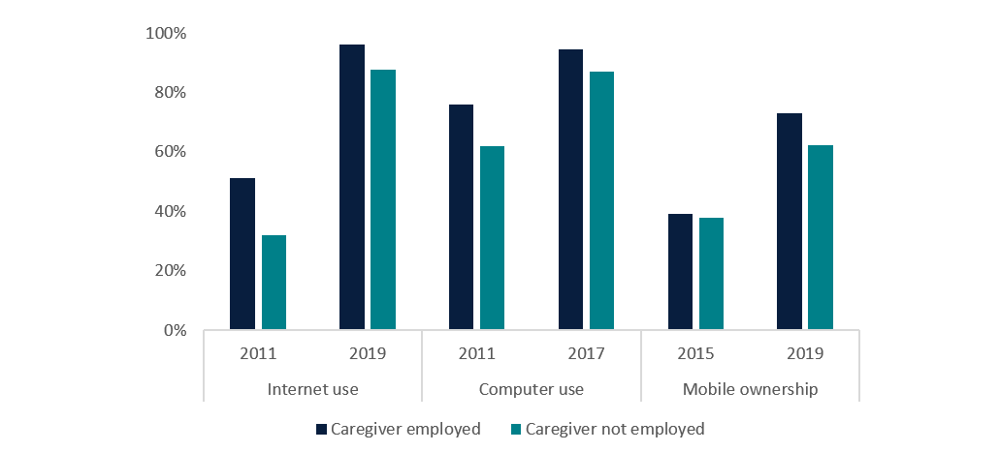 100%
80%
60%
40%
20%
0%
2011 2019 2011 2017 2015 2019
Internet use Computer use Mobile ownership
Caregiver employed Caregiver not employed